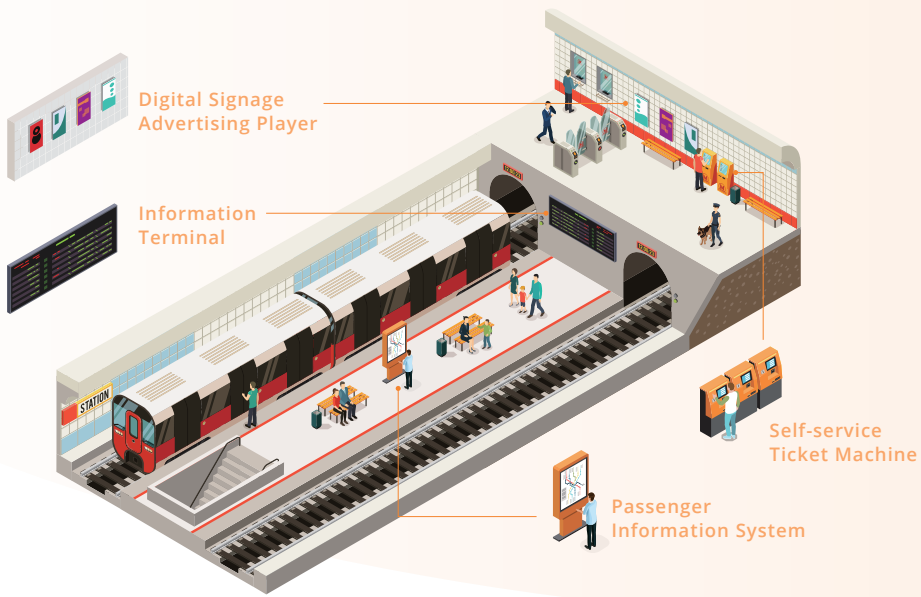 Digital Signage
Advertising Player
Information
Terminal
STATION
Self-service
Ticket Machine
Passenger
Information System